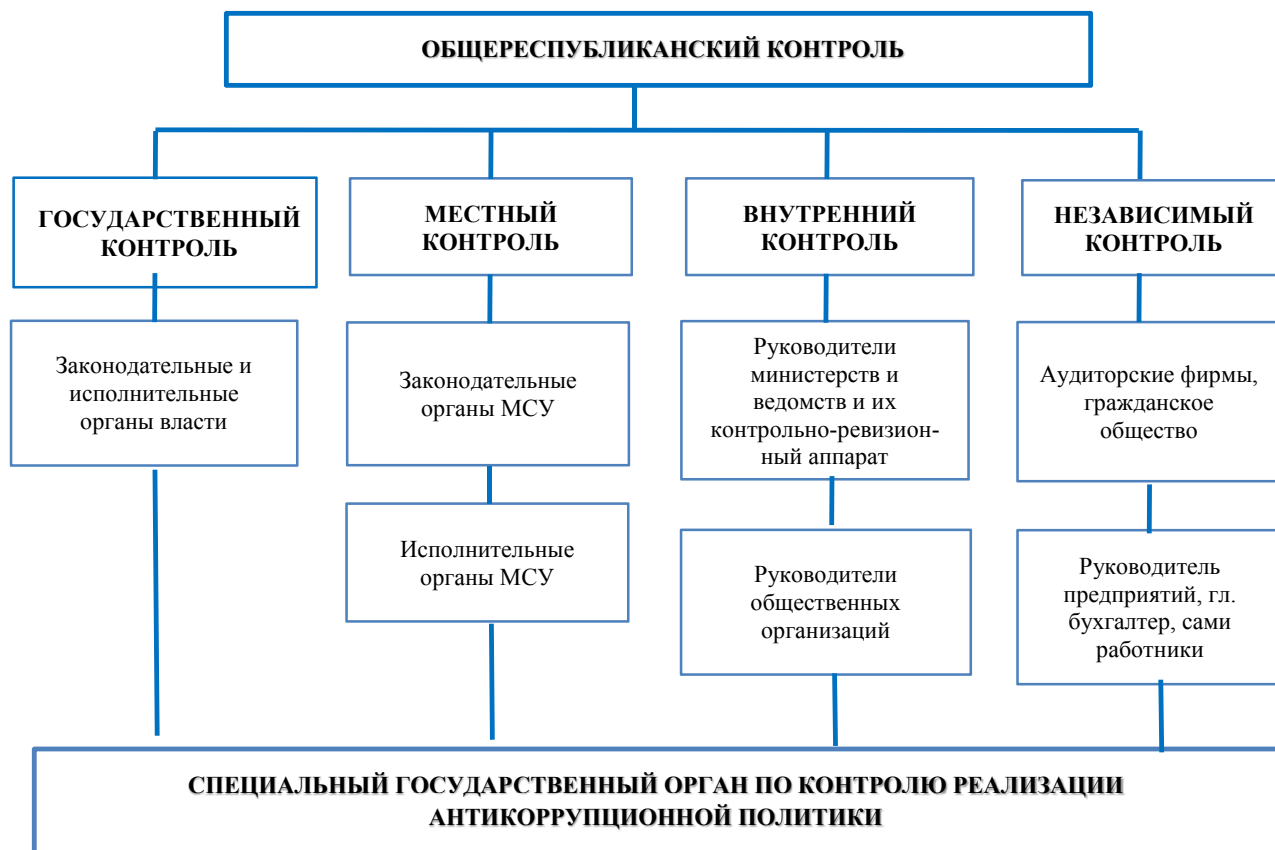 ОБЩЕРЕСПУБЛИКАНСКИЙ КОНТРОЛЬ
ГОСУДАРСТВЕННЫЙ
КОНТРОЛЬ
МЕСТНЫЙ
КОНТРОЛЬ
ВНУТРЕННИЙ
КОНТРОЛЬ
НЕЗАВИСИМЫЙ
КОНТРОЛЬ
Законодательные и
исполнительные
органы власти
Законодательные
органы МСУ
Руководители
министерств и
ведомств и их
контрольно-ревизион-
ный аппарат
Аудиторские фирмы,
гражданское
общество
Исполнительные
органы МСУ
Руководители
общественных
организаций
Руководитель
предприятий, гл.
бухгалтер, сами
работники
СПЕЦИАЛЬНЫЙ ГОСУДАРСТВЕННЫЙ ОРГАН ПО КОНТРОЛЮ РЕАЛИЗАЦИИ
АНТИКОРРУПЦИОННОЙ ПОЛИТИКИ